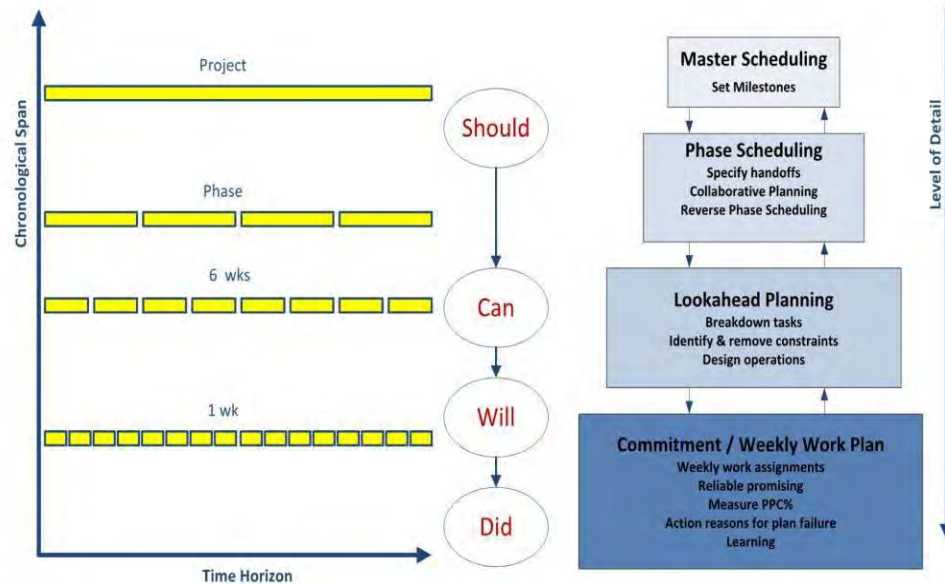 Chronological Span
Project
Phase
6 wks
1 wk
Time Horizon
Should
Can
Will
Did
Master Scheduling
Set Milestones
Phase Scheduling
Specify handoffs
Collaborative Planning
Reverse Phase Scheduling
Lookahead Planning
Breakdown tasks
Identify & remove constraints
Design operations
Commitment / Weekly Work Plan
Weekly work assignments
Reliable promising
Measure PPC%
Action reasons for plan failure
Learning
Level of Detail